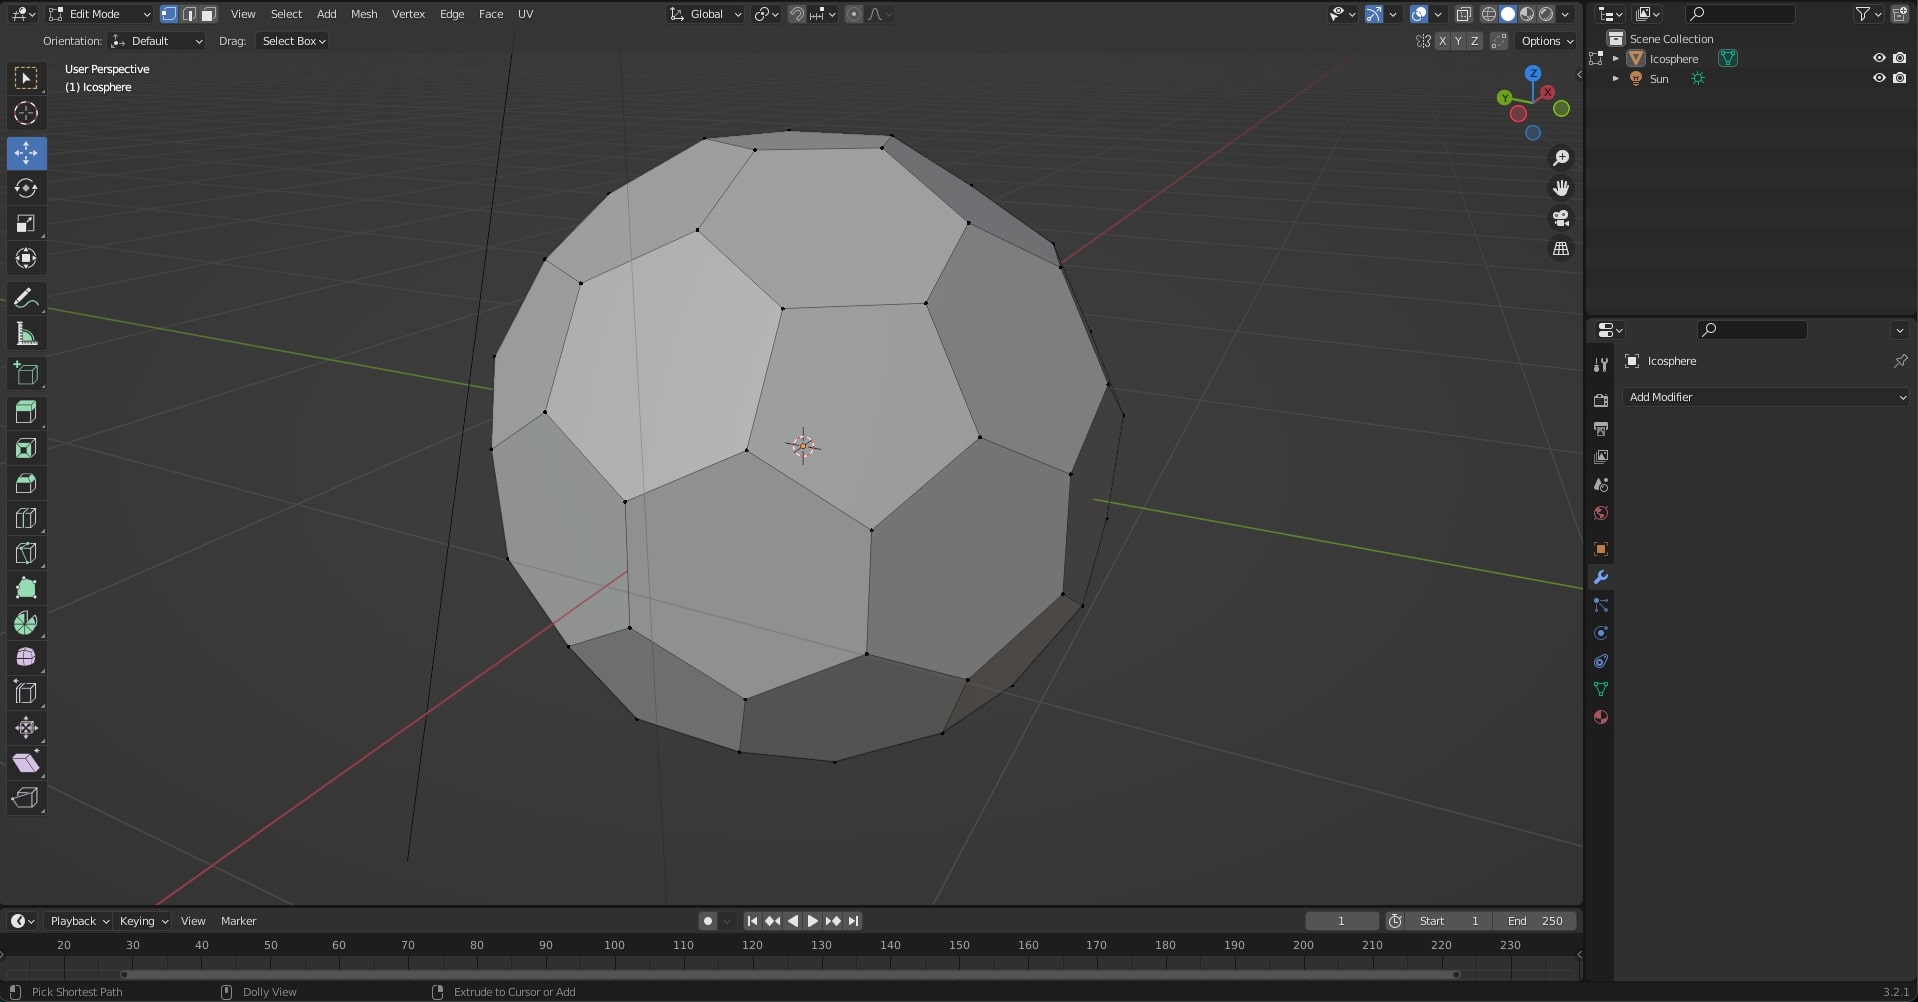 Edit Mode View Select Add Mesh Vertex Edge Face UV Global
Orientation: Default Drag: Select Box X Y Z Options
User Perspective
(1) Icosphere
Z
Y X
Scene Collection
Icosphere
Sun
Icosphere
Add Modifier
Playback Keying View Marker 1 Start 1 End 250
20 30 40 50 60 70 80 90 100 110 120 130 140 150 160 170 180 190 200 210 220 230
Pick Shortest Path Dolly View Extrude to Cursor or Add 3.2.1